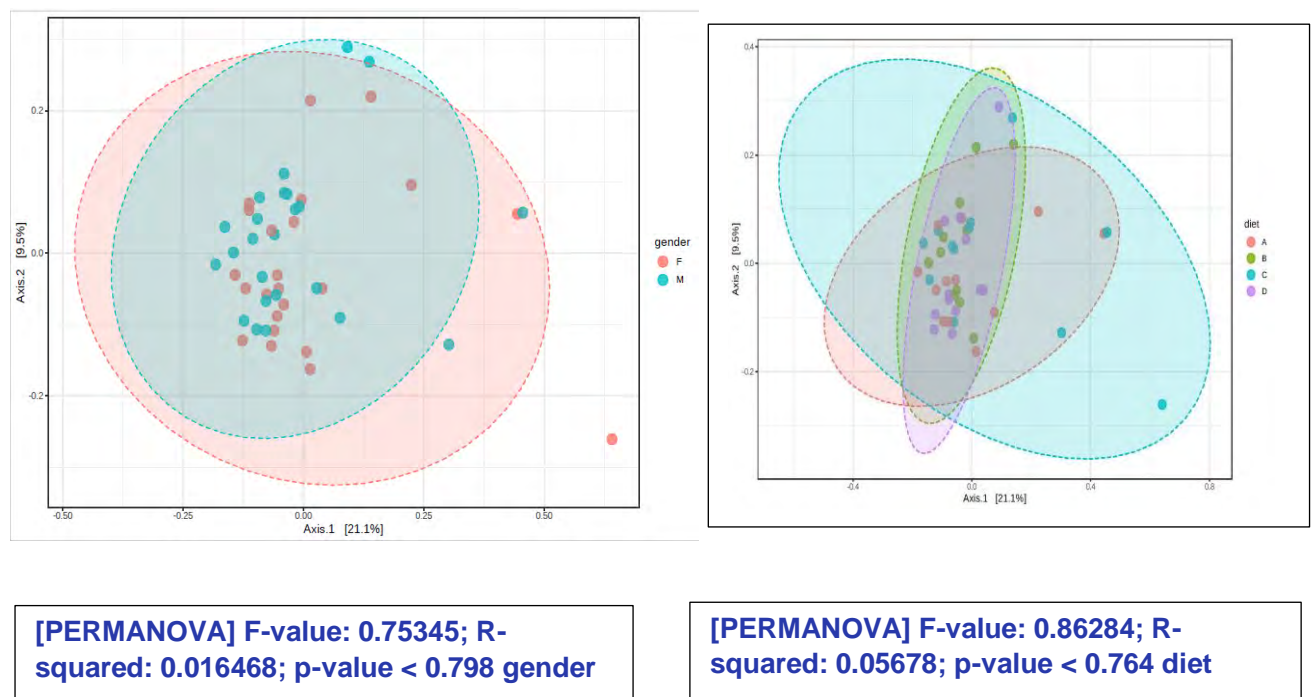 0.2
0.0
-0.2
Axis.2 [9.5%]
-0.50
-0.25
0.00
0.25
0.50
Axis.1 [21.1%]
gender
F
M
0.4
0.2
0.0
-0.2
Axis.2 [9.5%]
-0.4
0.0
0.4
0.8
Axis.1 [21.1%]
diet
A
B
C
D
[PERMANOVA] F-value: 0.75345; R-
squared: 0.016468; p-value < 0.798 gender
[PERMANOVA] F-value: 0.86284; R-
squared: 0.05678; p-value < 0.764 diet